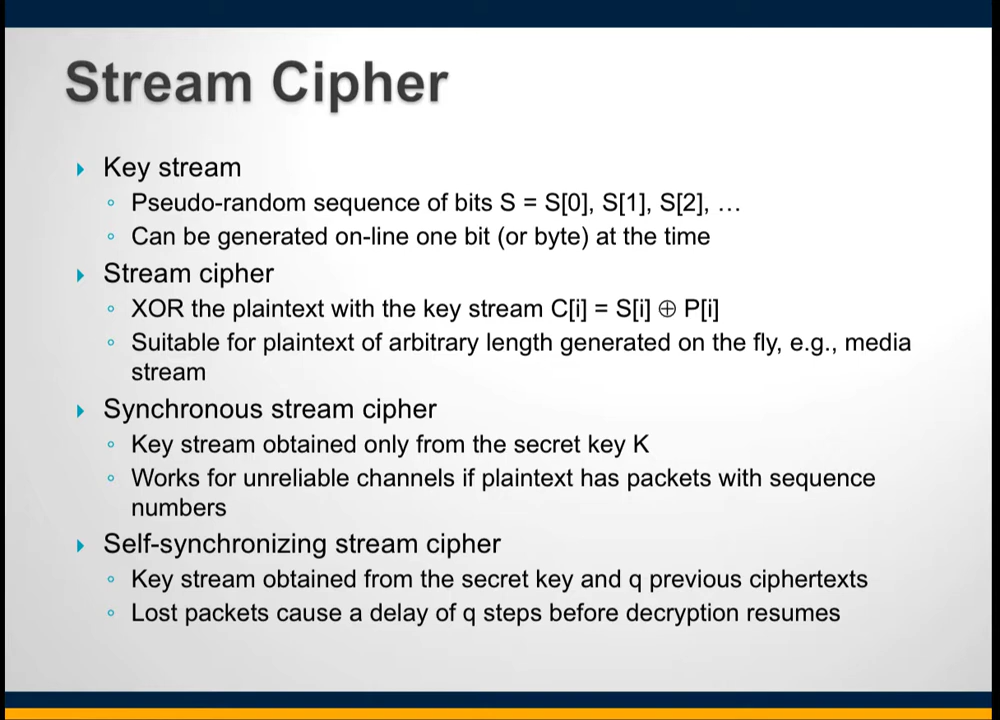 Stream Cipher
Key stream
Pseudo-random sequence of bits S = S[0], S[1], S[2], …
Can be generated on-line one bit (or byte) at the time
Stream cipher
XOR the plaintext with the key stream C[i] = S[i] ⊕ P[i]
Suitable for plaintext of arbitrary length generated on the fly, e.g., media
stream
Synchronous stream cipher
Key stream obtained only from the secret key K
Works for unreliable channels if plaintext has packets with sequence
numbers
Self-synchronizing stream cipher
Key stream obtained from the secret key and q previous ciphertexts
Lost packets cause a delay of q steps before decryption resumes